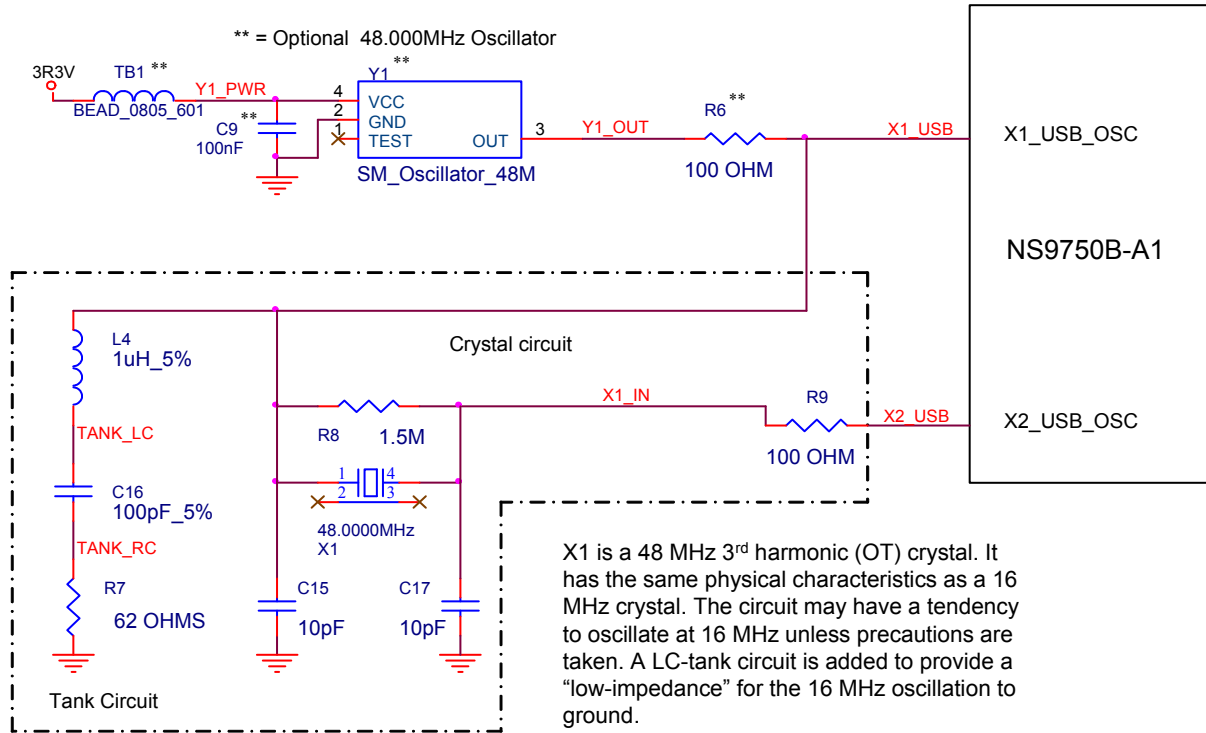 ** = Optional 48.000MHz Oscillator
3R3V
TB1 **
BEAD_0805_601
Y1_PWR
C9 **
100nF
Y1 **
4
2
1
VCC
GND
TEST
OUT
3
SM_Oscillator_48M
Y1_OUT
R6 **
100 OHM
X1_USB
X1_USB_OSC
NS9750B-A1
X2_USB_OSC
L4
1uH_5%
Crystal circuit
TANK_LC
C16
100pF_5%
TANK_RC
R7
62 OHMS
Tank Circuit
R8
1.5M
1
2
4
3
48.0000MHz
X1
C15
10pF
C17
10pF
X1_IN
R9
100 OHM
X2_USB
X1 is a 48 MHz 3rd harmonic (OT) crystal. It
has the same physical characteristics as a 16
MHz crystal. The circuit may have a tendency
to oscillate at 16 MHz unless precautions are
taken. A LC-tank circuit is added to provide a
“low-impedance” for the 16 MHz oscillation to
ground.